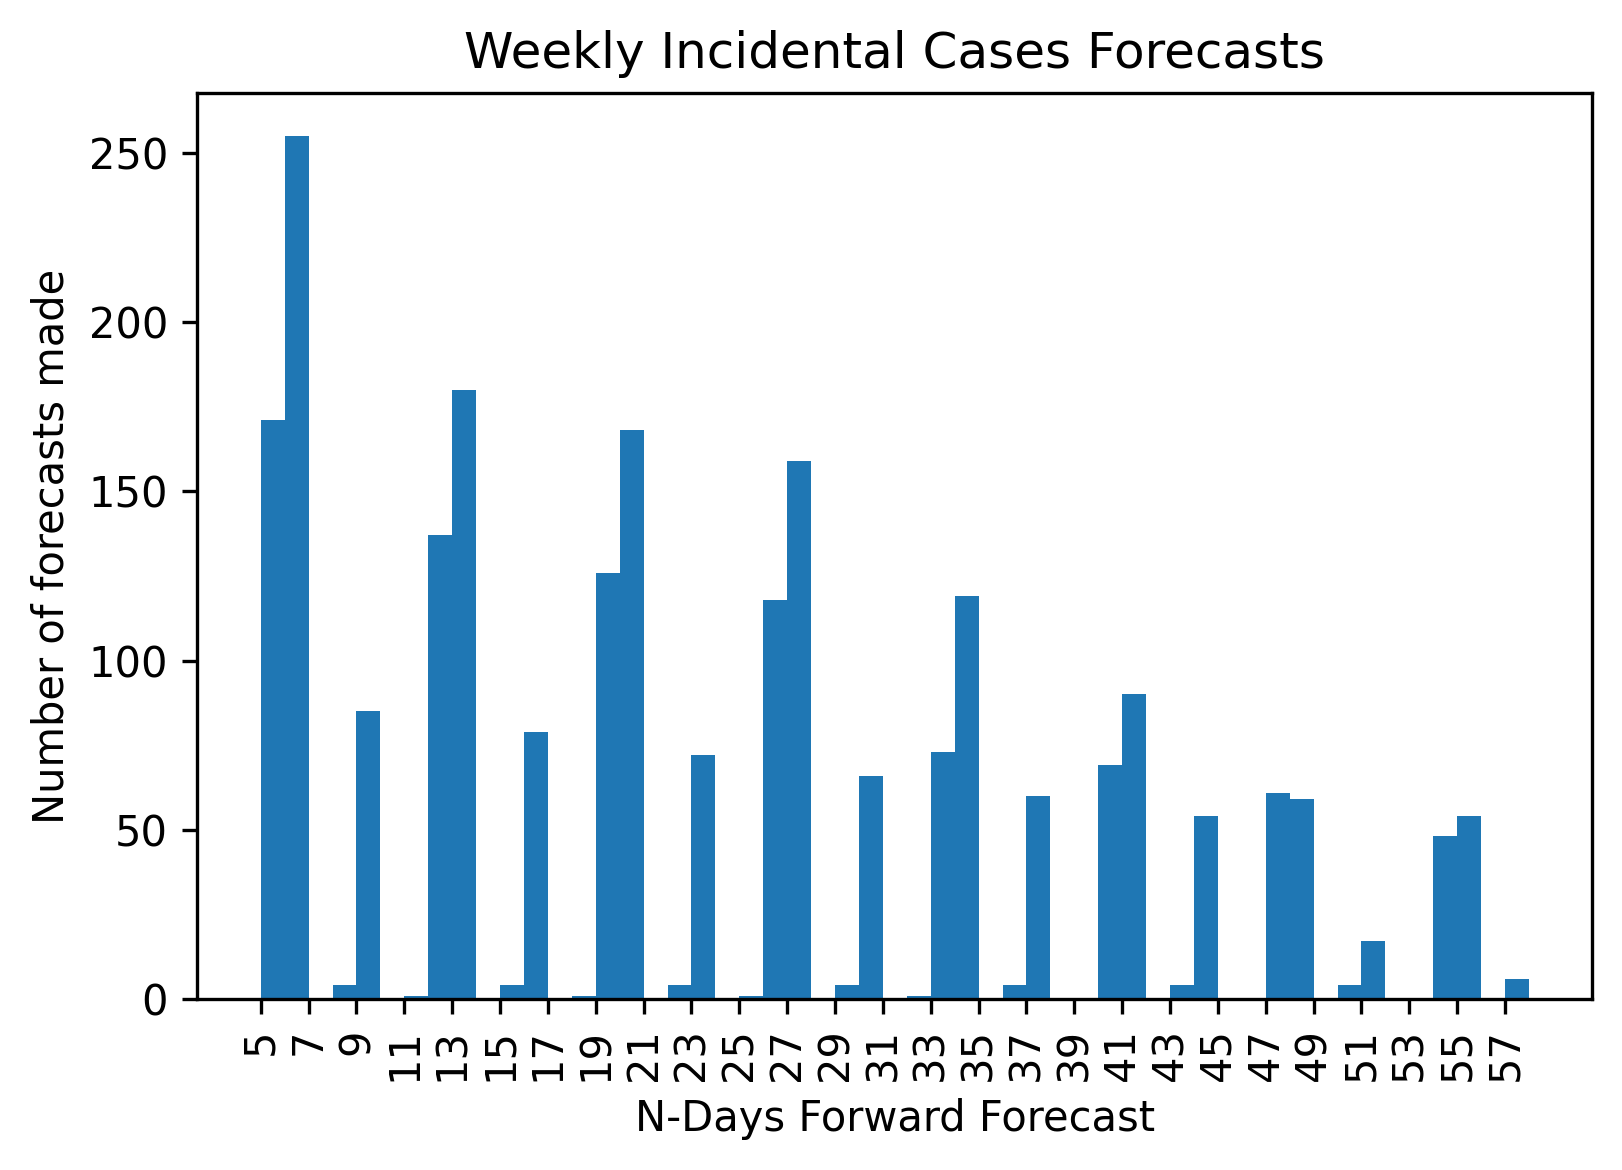 Weekly Incidental Cases Forecasts
Number of forecasts made
250
200
150
100
50
0
5 7 9 11 13 15 17 19 21 23 25 27 29 31 33 35 37 39 41 43 45 47 49 51 53 55 57
N-Days Forward Forecast